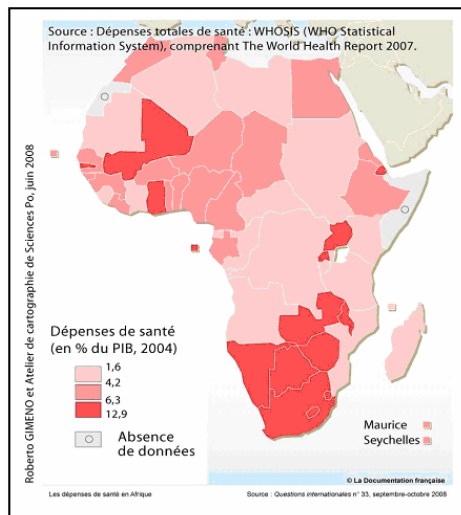 Source : Dépenses totales de santé : WHOSIS (WHO Statistical
Information System), comprenant The World Health Report 2007.
Roberto GIMENO et Atelier de cartographie de Sciences Po, juin 2008
Dépenses de santé
(en % du PIB, 2004)
1,6
4,2
6,3
12,9
Absence
de données
Maurice
Seychelles
© La Documentation française
Les dépenses de santé en Afrique
Source : Questions internationales n° 33, septembre-octobre 2008